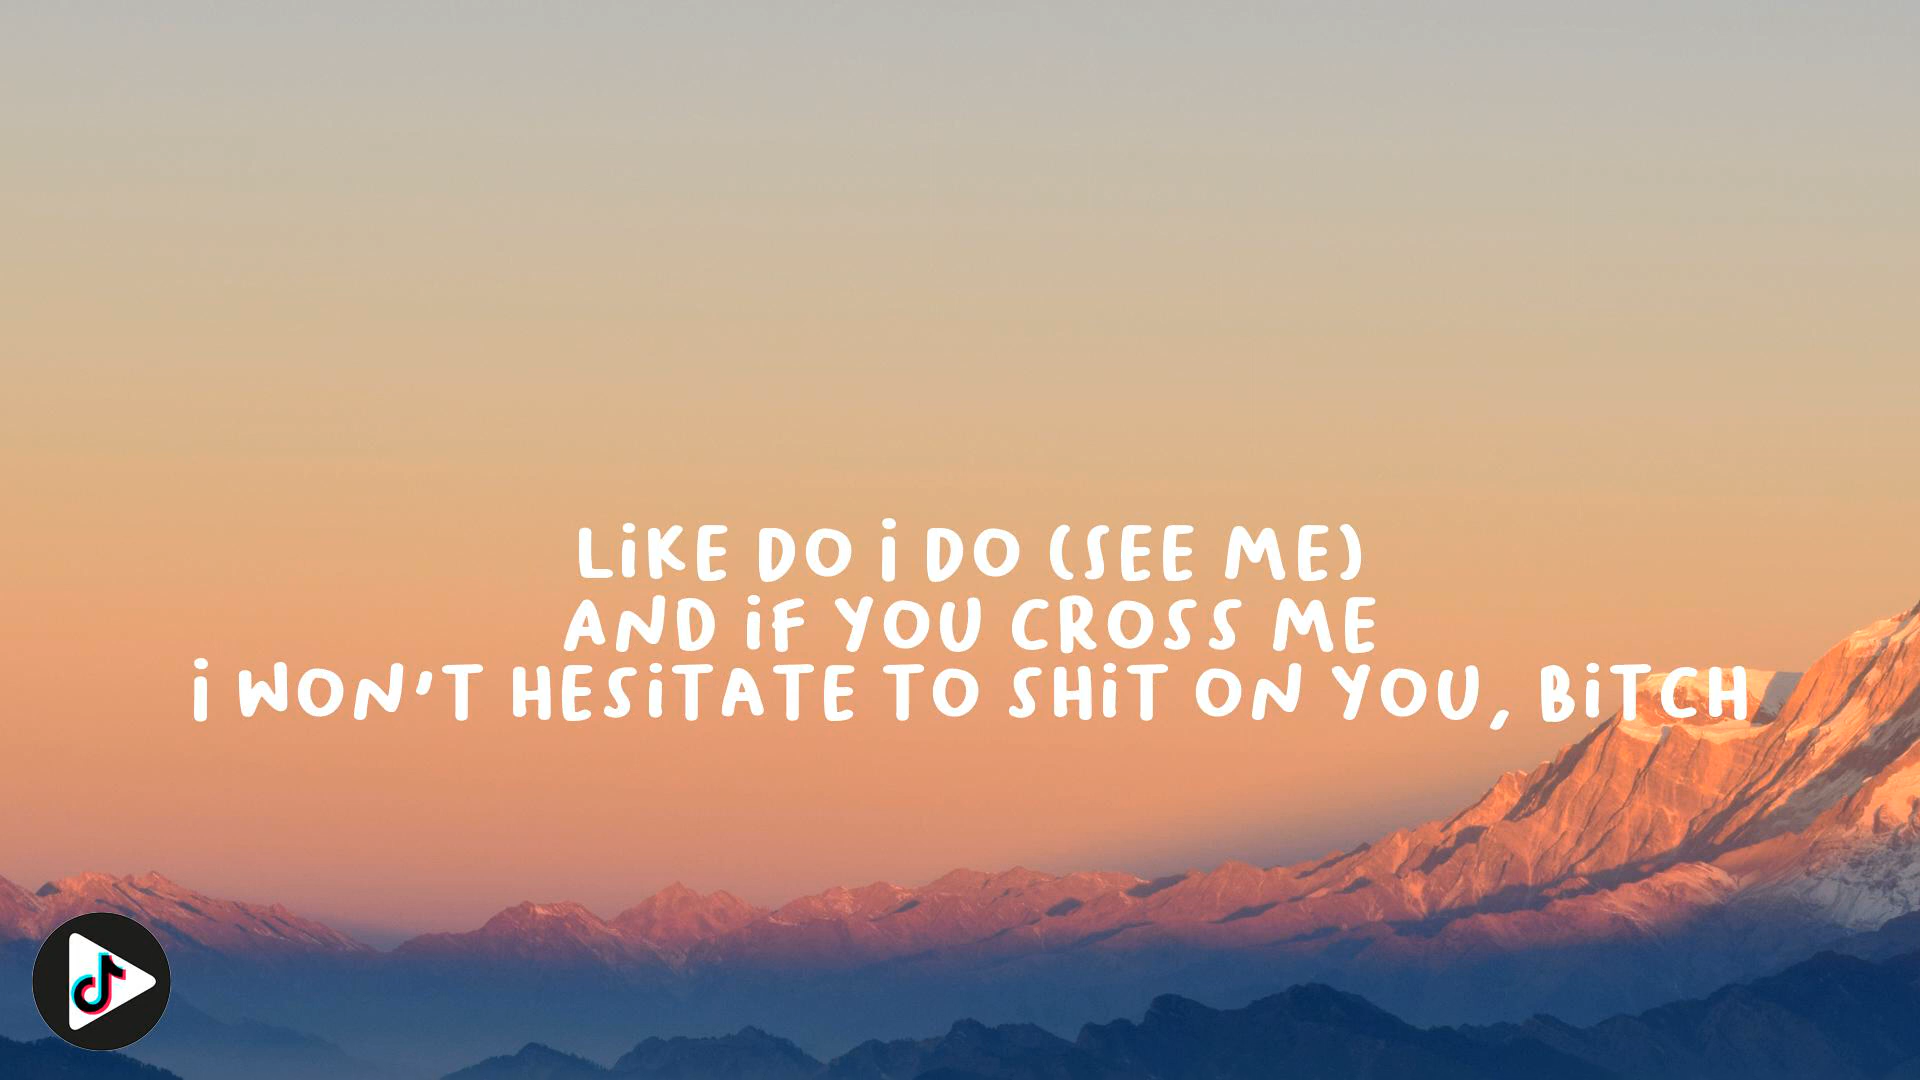 LiKE DO i DO (SEE ME)
AND iF YOU CROSS ME
i WON'T HESiTATE TO SHiT ON YOU, BiTCH